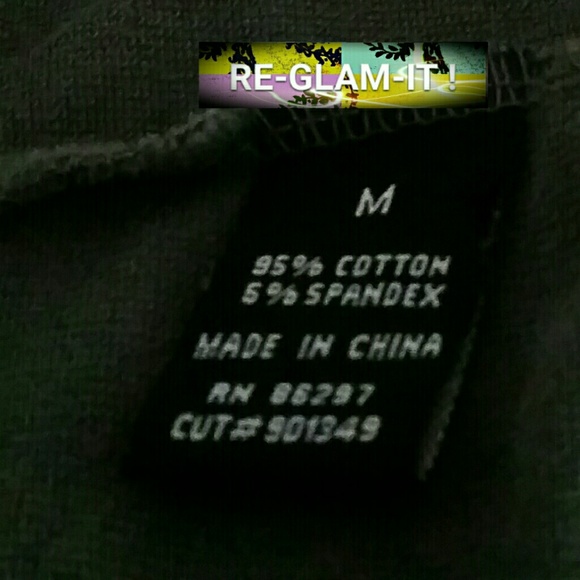 RE-GLAM-IT !
M
95% COTTON
5% SPANDEX
MADE IN CHINA
RN 86297
CUT# 901349